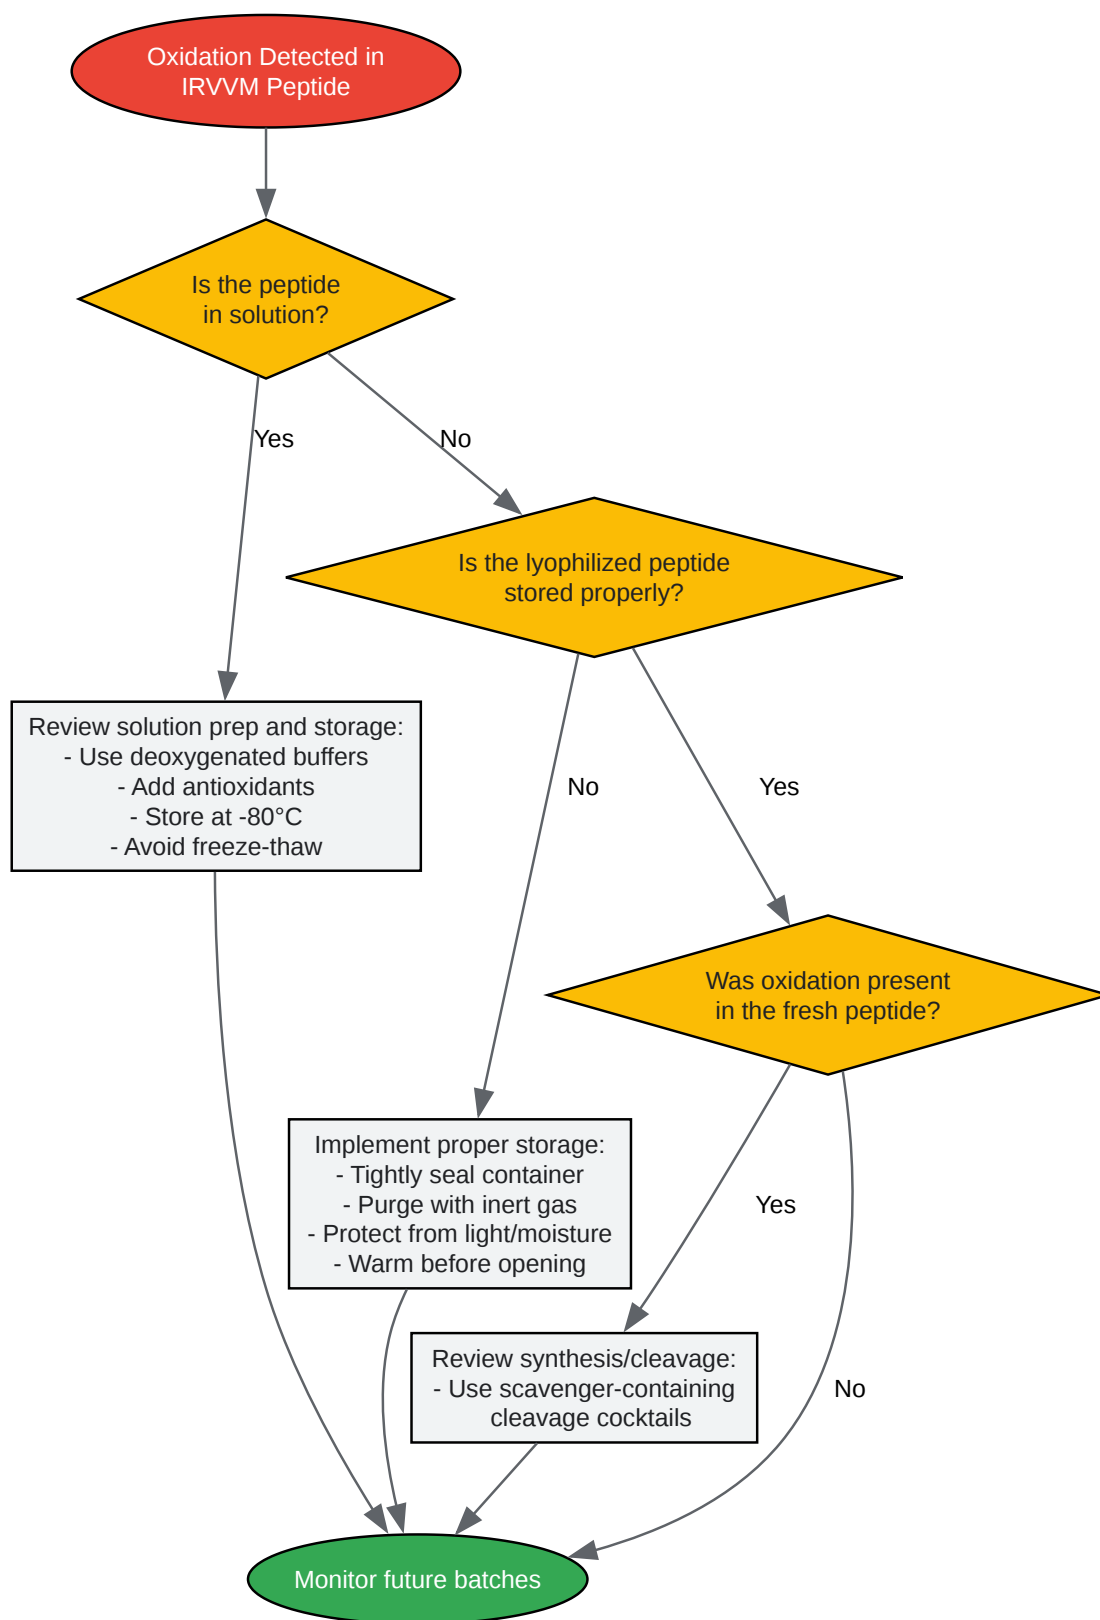 Oxidation Detected in
IRVVM Peptide
Is the peptide
in solution?
Yes
No
Is the lyophilized peptide
stored properly?
Review solution prep and storage:
- Use deoxygenated buffers
- Add antioxidants
- Store at -80°C
- Avoid freeze-thaw
No
Yes
Was oxidation present
in the fresh peptide?
Implement proper storage:
- Tightly seal container
- Purge with inert gas
- Protect from light/moisture
- Warm before opening
Yes
Review synthesis/cleavage:
- Use scavenger-containing
cleavage cocktails
No
Monitor future batches